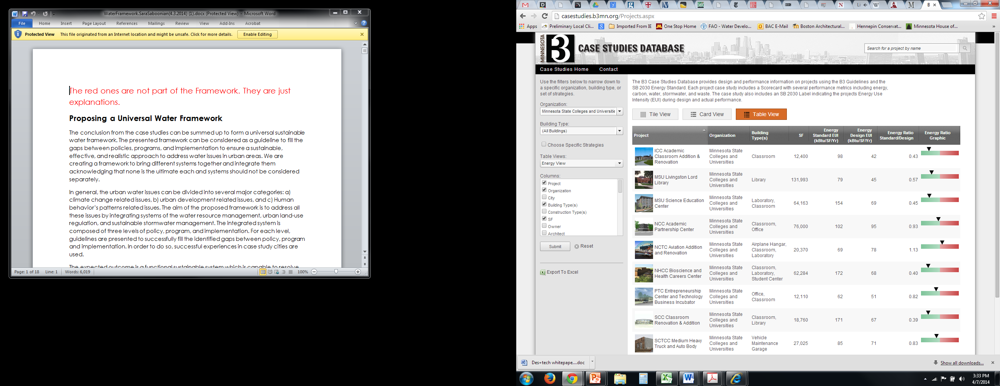 WaterFramework.SaraSaboonian(4.3.2014) (1).docx (Protected View) - Microsoft Word
File Home Insert Page Layout References Mailings Review View Add-Ins Acrobat
Protected View This file originated from an Internet location and might be unsafe. Click for more details. Enable Editing
The red ones are not part of the Framework. They are just
explanations.
Proposing a Universal Water Framework
The conclusion from the case studies can be summed up to form a universal sustainable
water framework. The presented framework can be considered as a guideline to fill the
gaps between policies, programs, and implementation to ensure a sustainable,
effective, and realistic approach to address water issues in urban areas. We are
creating a framework to bring different systems together and integrate them
acknowledging that none is the ultimate each and systems should not be considered
separately.
In general, the urban water issues can be divided into several major categories: a)
climate change related issues, b) urban development related issues, and c) Human
behavior's patterns related issues. The aim of the proposed framework is to address all
these issues by integrating systems of the water resource management, urban land-use
regulation, and sustainable stormwater management. The integrated system is
composed of three levels of policy, program, and implementation. For each level,
guidelines are presented to successfully fill the identified gaps between policy, program
and implementation. In order to do so, successful experiences in case study cities are
used.
The expected outcome is a functional sustainable system which is capable to resolve
Page: 1 of 18 Line: 1 Words: 6,019 100%
casestudies.b3mn.org/Projects.aspx
Apps Preliminary Local Cli... Imported From IE One Stop Home FAO - Water Develo... BAC E-Mail Boston Architectural... Hennepin Conservat... Minnesota House of... »
MINNESOTA
B3 CASE STUDIES DATABASE
Search for a project by name
Case Studies Home Contact
Use the filters below to narrow down to
a specific organization, building type, or
set of strategies.
Organization:
Minnesota State Colleges and Universitie
Building Type:
(All Buildings)
Choose Specific Strategies
Table Views:
Energy View
Columns:
Project
Organization
City
Building Type(s)
Construction Type(s)
SF
Owner
Architect
Submit Reset
Export To Excel
The B3 Case Studies Database provides design and performance information on projects using the B3 Guidelines and the
SB 2030 Energy Standard. Each project case study includes a Scorecard with several performance metrics including energy,
carbon, water, stormwater, and waste. The case study also includes an SB 2030 Label indicating the projects Energy Use
Intensity (EUI) during design and actual performance.
Tile View Card View Table View
Project Organization Building Type(s) SF Energy Standard EUI (kBtu/SF/Yr) Energy Design EUI (kBtu/SF/Yr) Energy Ratio Standard/Design Energy Ratio Graphic
ICC Academic Classroom Addition & Renovation Minnesota State Colleges and Universities Classroom 12,400 98 42 0.43
MSU Livingston Lord Library Minnesota State Colleges and Universities Library 131,993 79 45 0.57
MSU Science Education Center Minnesota State Colleges and Universities Laboratory, Classroom 64,163 154 69 0.45
NCC Academic Partnership Center Minnesota State Colleges and Universities Classroom, Office 76,000 102 95 0.93
NCTC Aviation Addition and Renovation Minnesota State Colleges and Universities Airplane Hangar, Classroom, Laboratory 20,370 69 78 1.13
NHCC Bioscience and Health Careers Center Minnesota State Colleges and Universities Classroom, Laboratory, Student Center 62,284 172 68 0.40
PTC Entrepreneurship Center and Technology Business Incubator Minnesota State Colleges and Universities Office, Classroom 12,110 62 51 0.82
SCC Classroom Renovation & Addition Minnesota State Colleges and Universities Classroom, Library 18,760 171 67 0.39
SCTCC Medium Heavy Truck and Auto Body Minnesota State Colleges and Universities Vehicle Maintenance Garage 27,025 85 71 0.83
Des+tech whitepape....doc
Show all downloads...
3:33 PM
4/7/2014